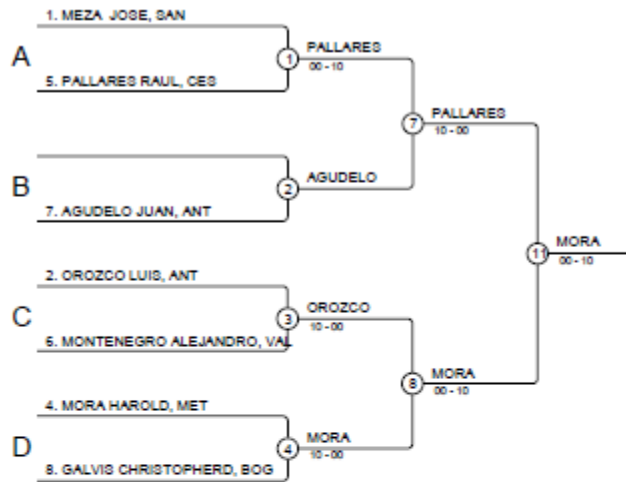 1. MEZA JOSE, SAN
A
1
PALLARES
00 - 10
5. PALLARES RAUL, CES
7
PALLARES
10 - 00
B
2
AGUDELO
7. AGUDELO JUAN, ANT
11
MORA
00 - 10
2. OROZCO LUIS, ANT
C
3
OROZCO
10 - 00
6. MONTENEGRO ALEJANDRO, VAL
8
MORA
00 - 10
4. MORA HAROLD, MET
D
4
MORA
10 - 00
8. GALVIS CHRISTOPHERD, BOG